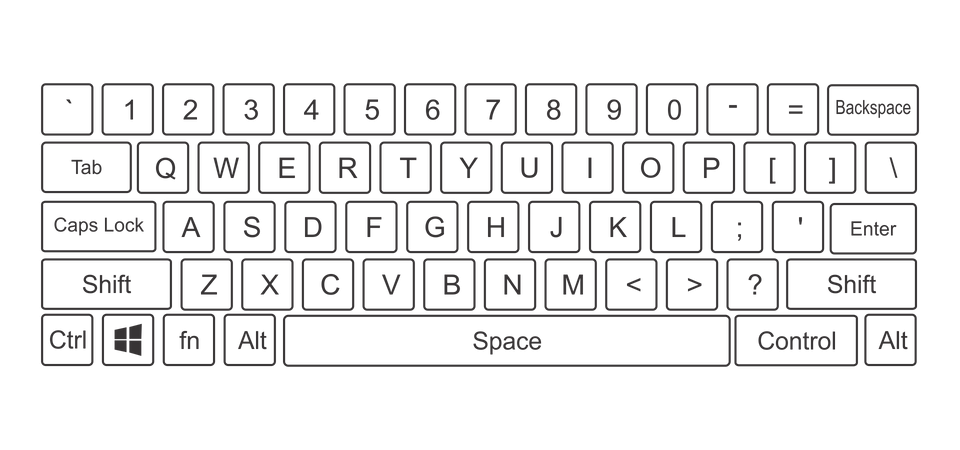 ` 1 2 3 4 5 6 7 8 9 0 - = Backspace
Tab Q W E R T Y U I O P [ ] \
Caps Lock A S D F G H J K L ; ' Enter
Shift Z X C V B N M < > ? Shift
Ctrl fn Alt Space Control Alt